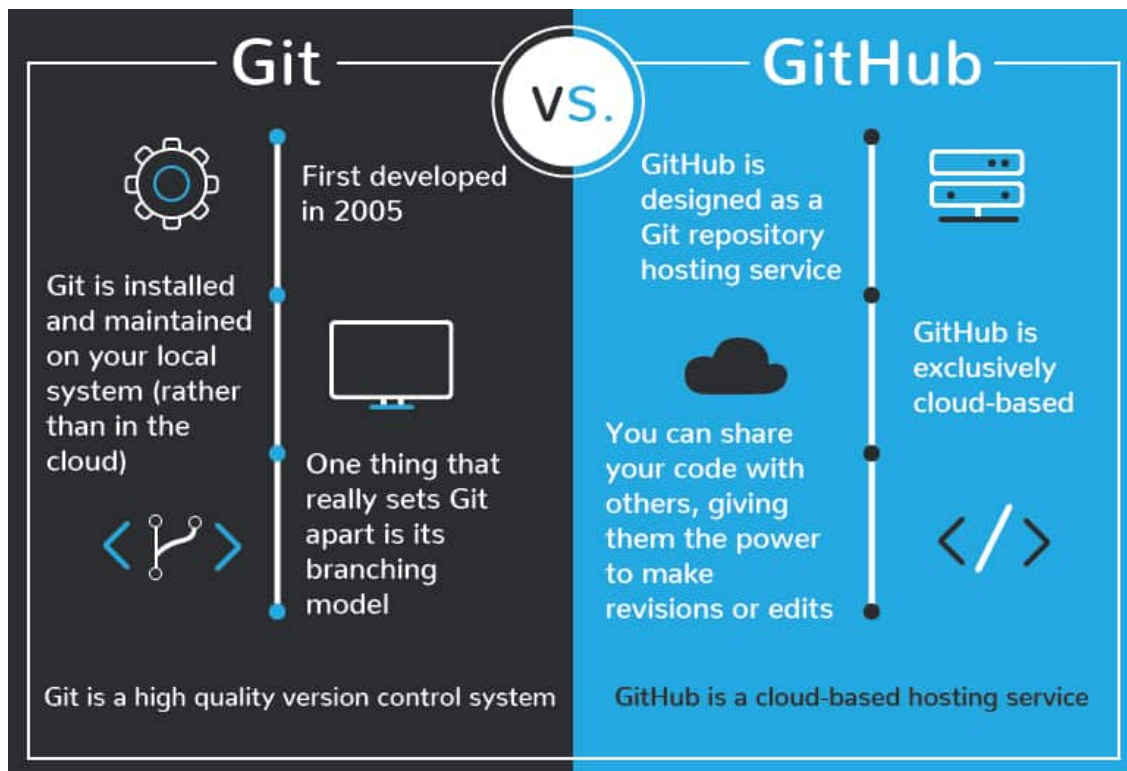 Git
vs.
GitHub
First developed
in 2005
Git is installed
and maintained
on your local
system (rather
than in the
cloud)
One thing that
really sets Git
apart is its
branching
model
Git is a high quality version control system
GitHub is
designed as a
Git repository
hosting service
GitHub is
exclusively
cloud-based
You can share
your code with
others, giving
them the power
to make
revisions or edits
GitHub is a cloud-based hosting service